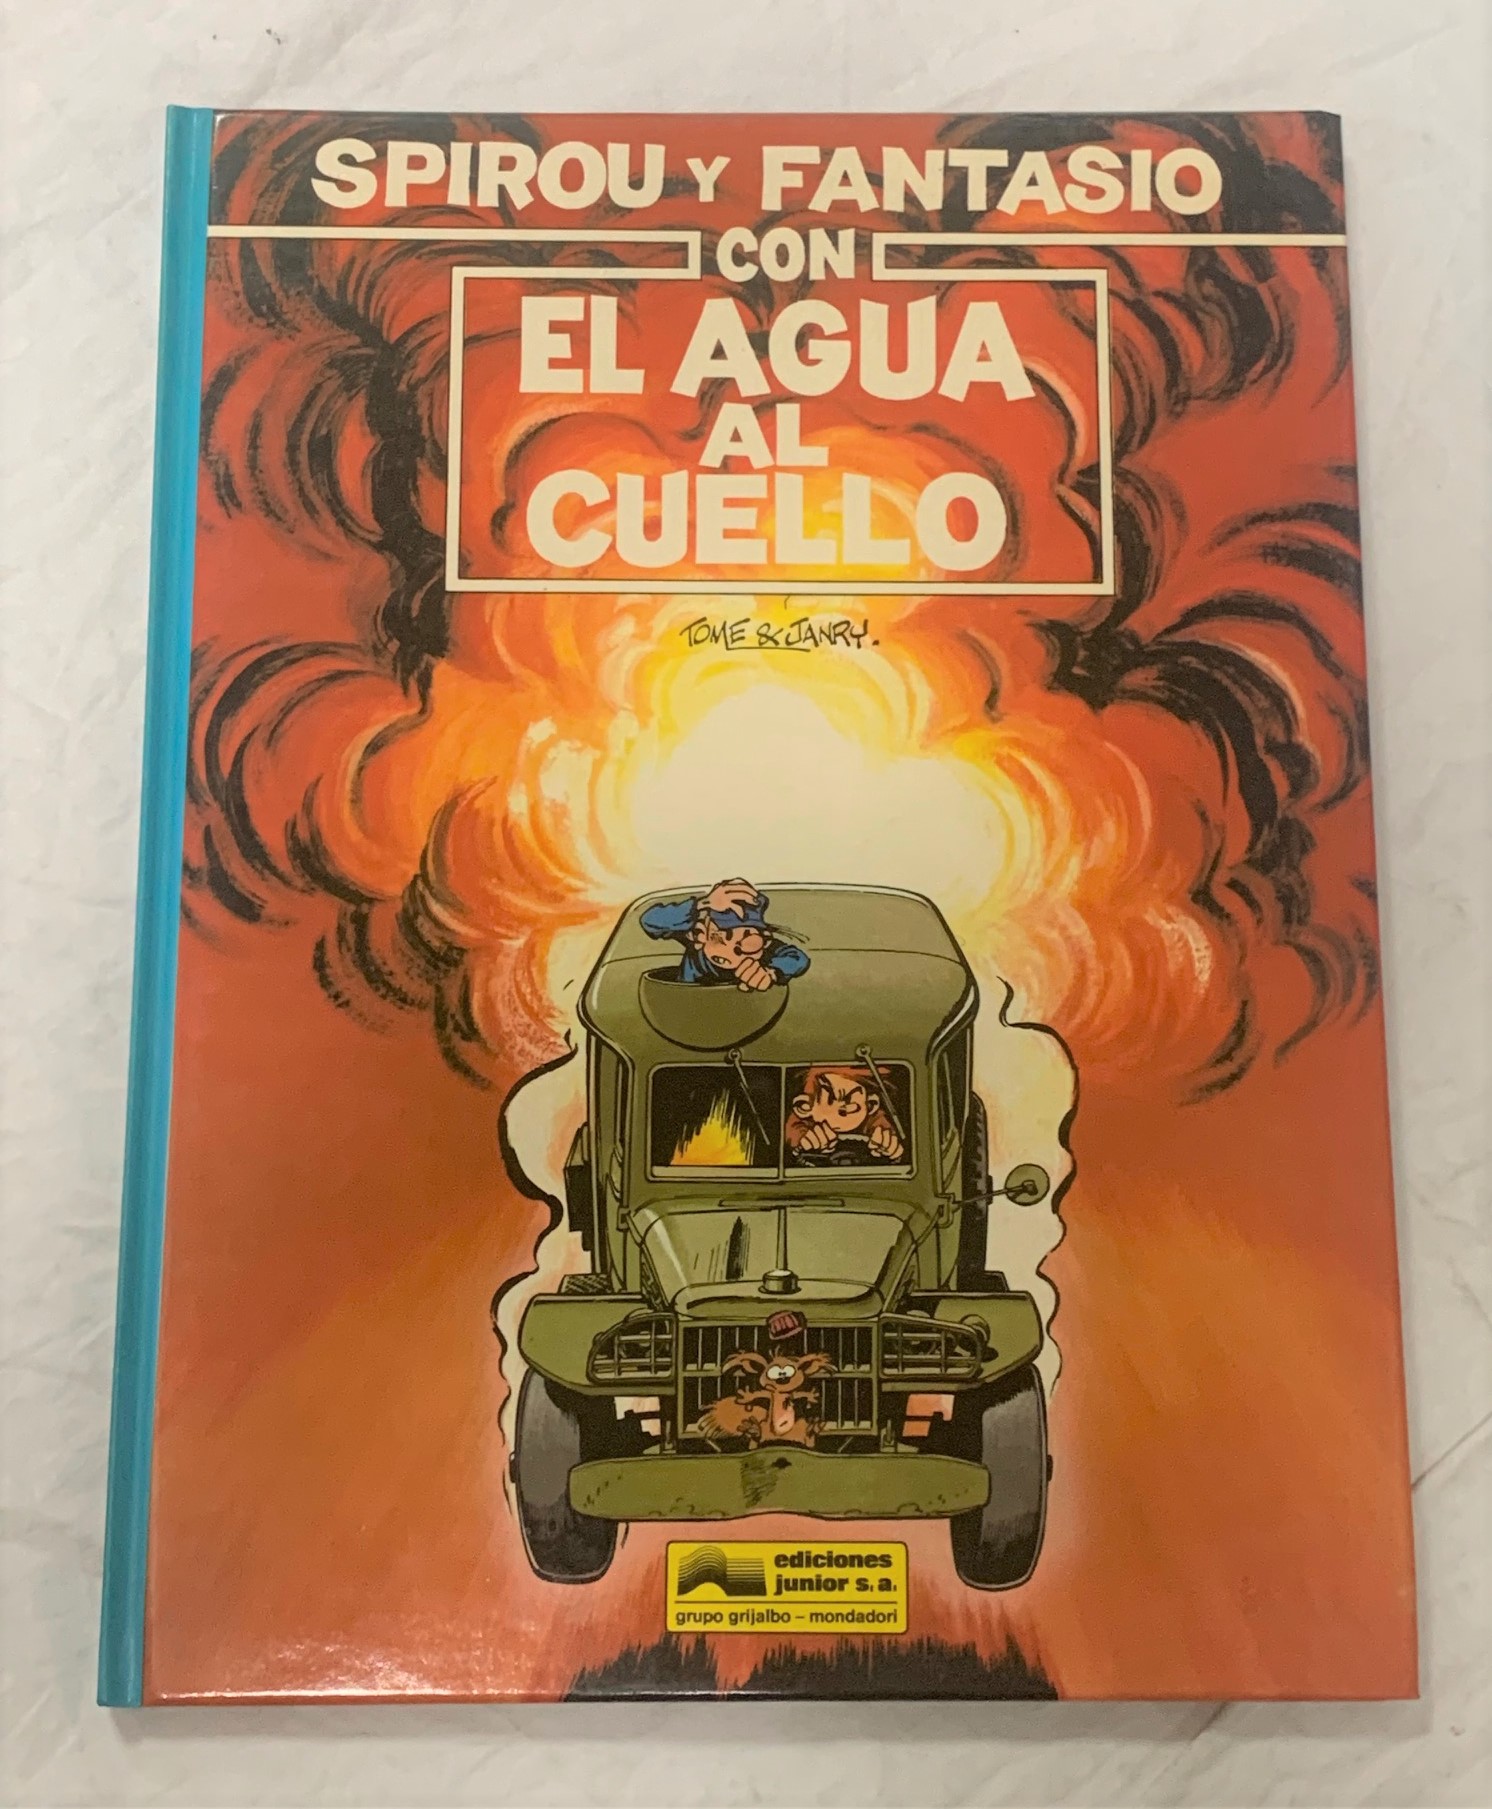 SPIROU Y FANTASIO
CON
EL AGUA
AL
CUELLO
TOME & JANRY.
ediciones
junior s.a.
grupo grijalbo - mondadori